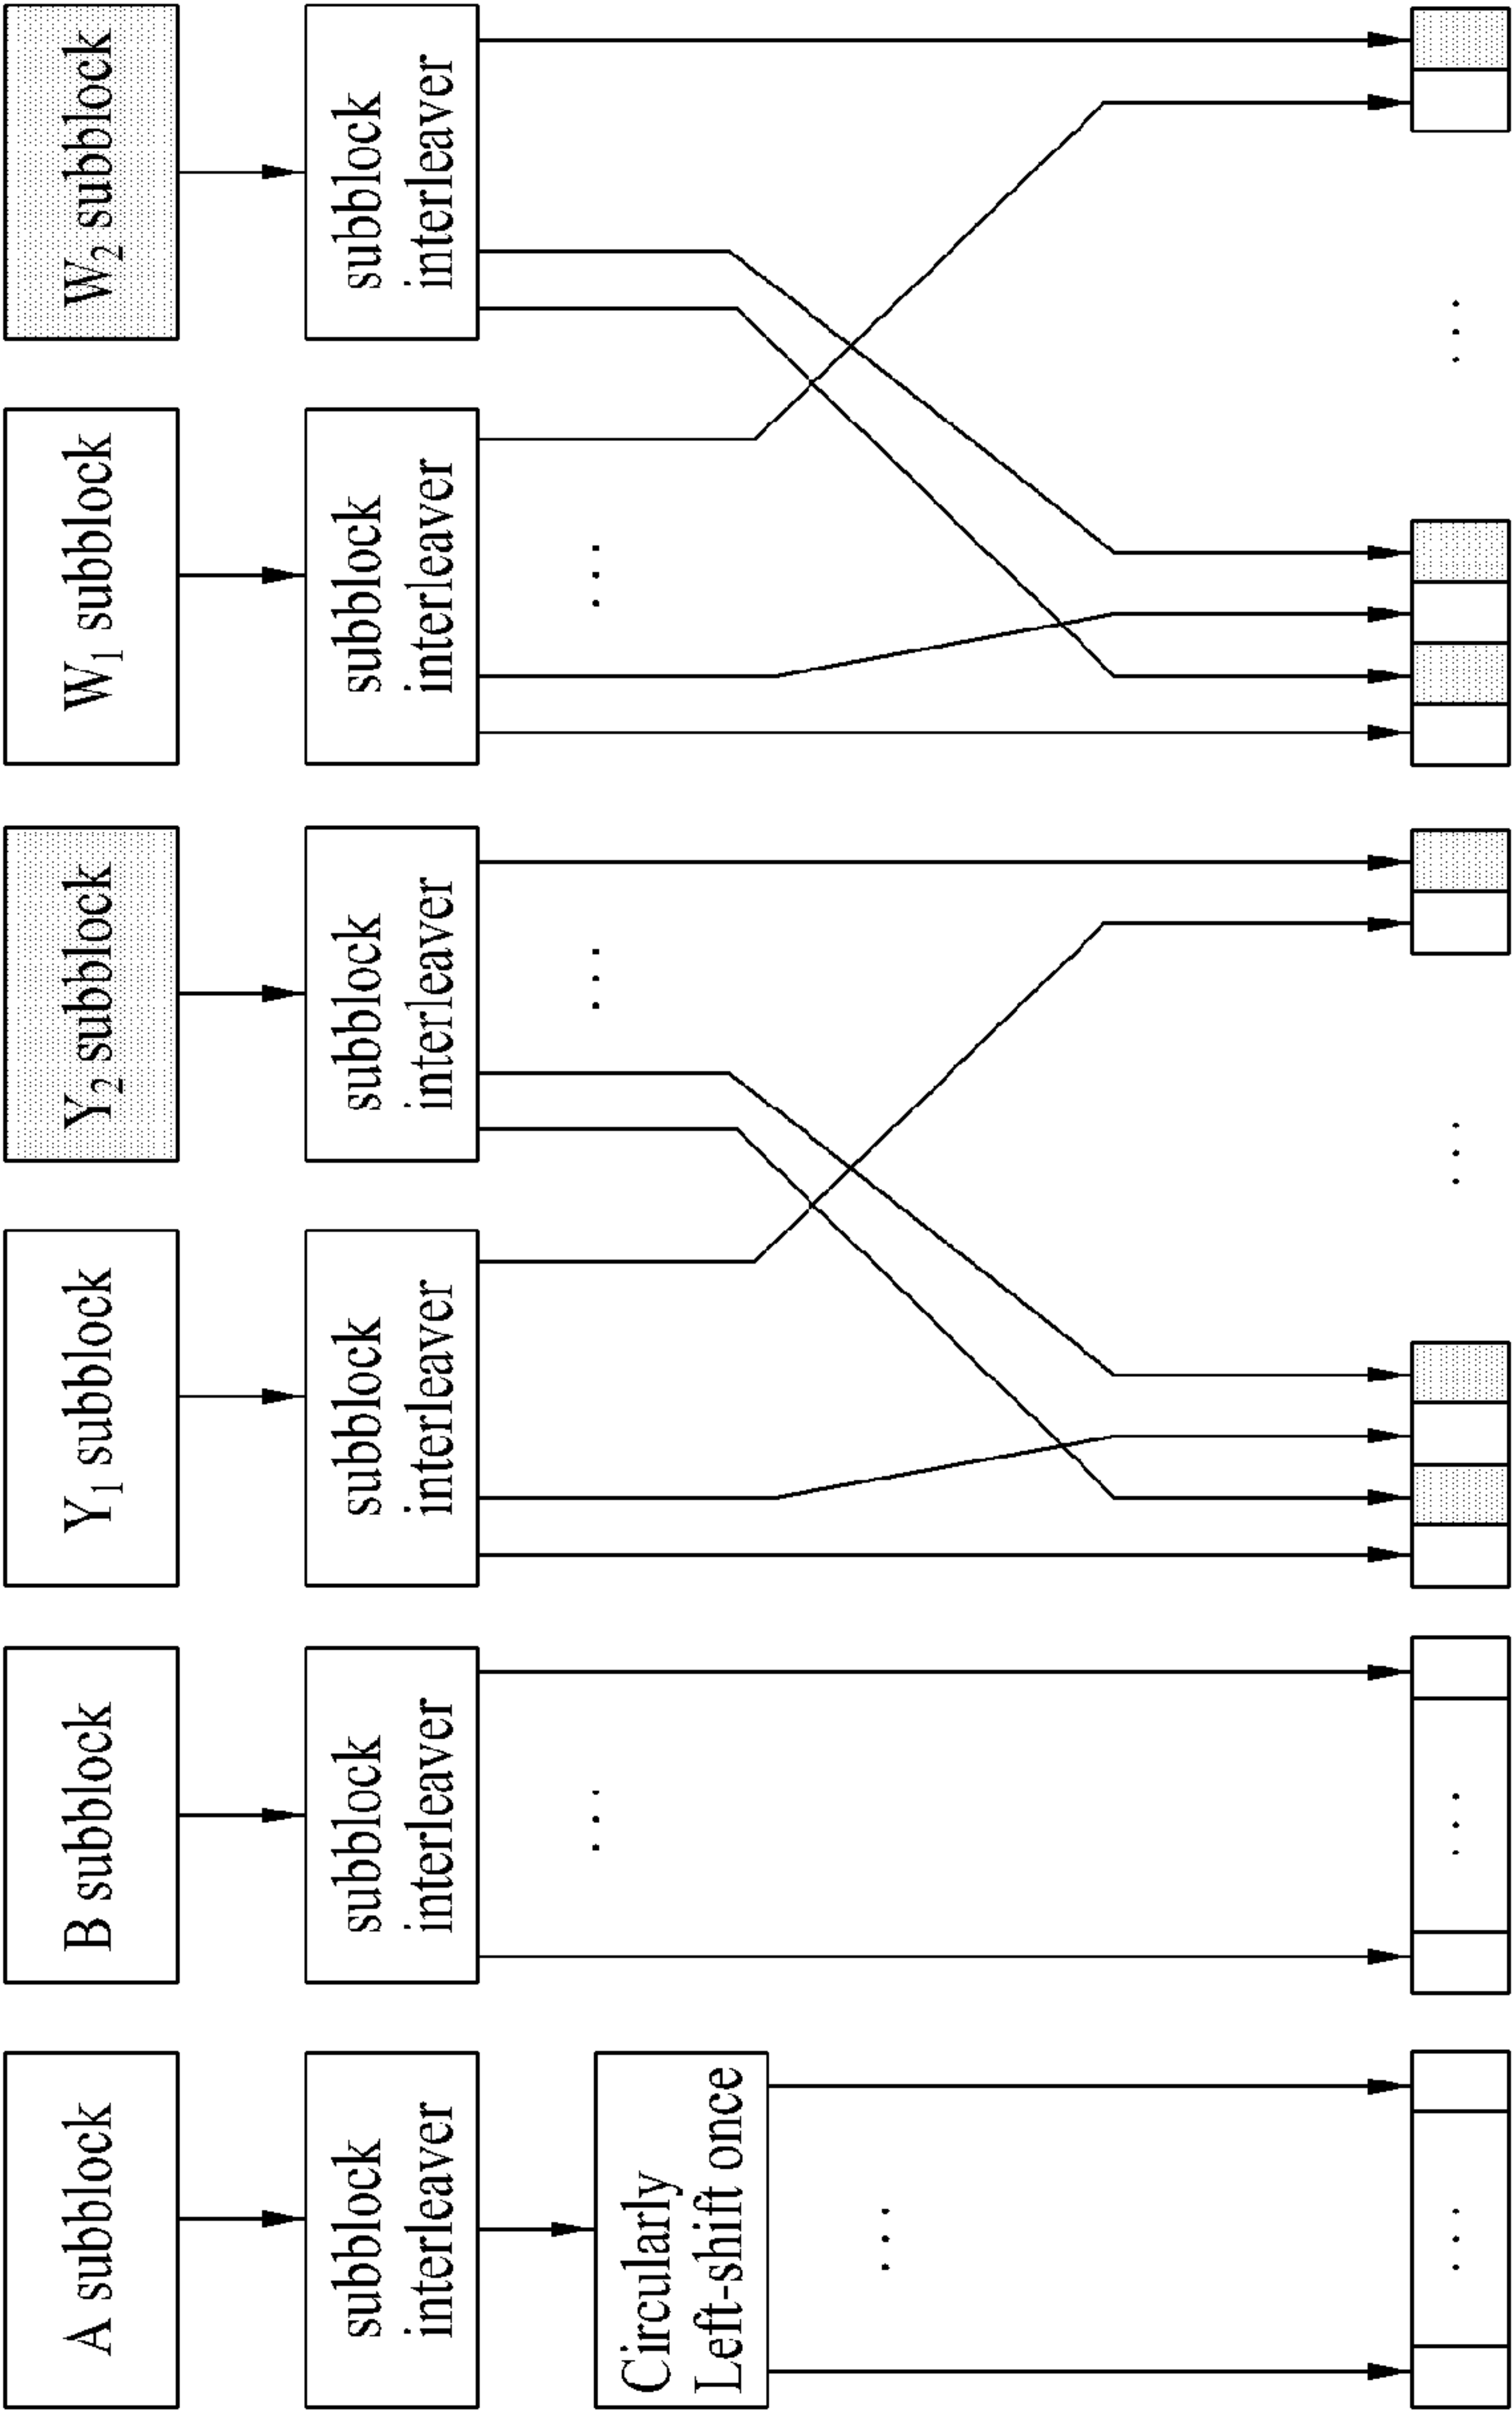 A subblock
B subblock
Y₁ subblock
Y₂ subblock
W₁ subblock
W₂ subblock
subblock
interleaver
subblock
interleaver
subblock
interleaver
subblock
interleaver
subblock
interleaver
subblock
interleaver
Circularly
Left-shift once